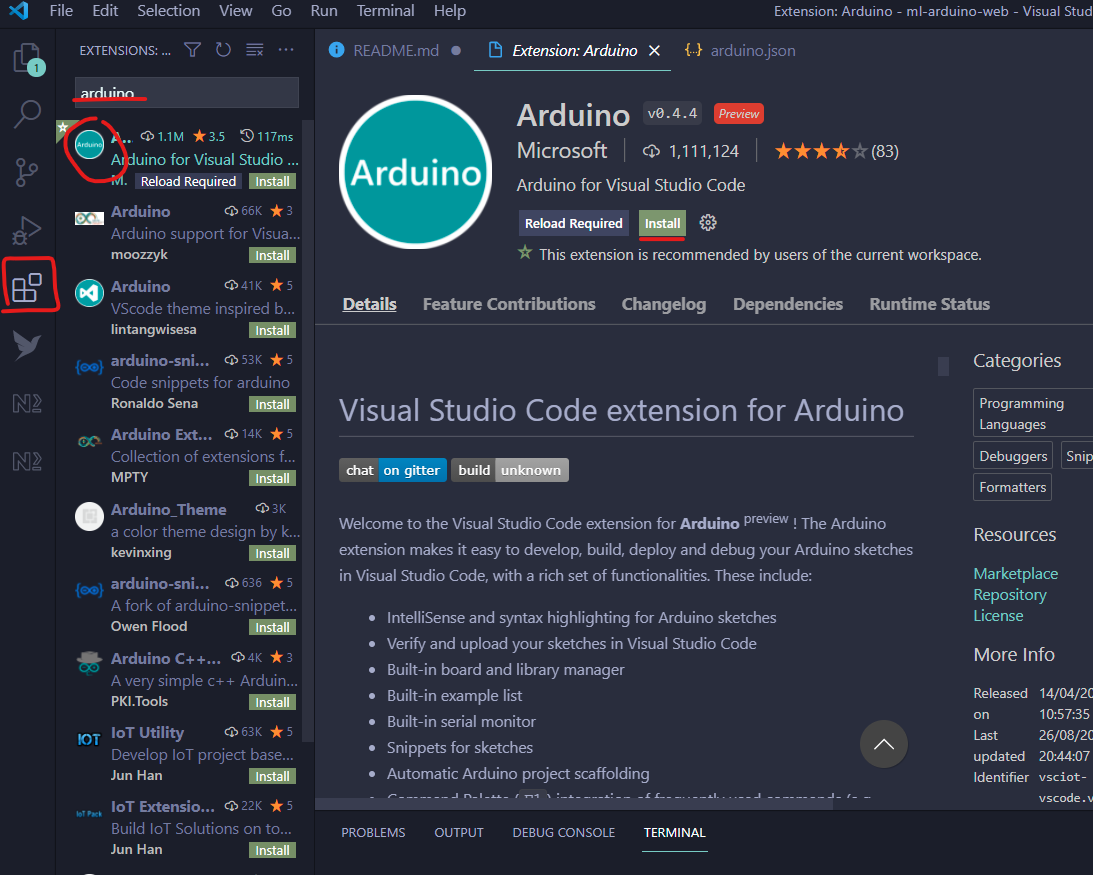 File Edit Selection View Go Run Terminal Help Extension: Arduino - ml-arduino-web - Visual Stud
EXTENSIONS: ...
README.md
Extension: Arduino
{..} arduino.json
1
arduino
A.. 1.1M 3.5 117ms
Arduino for Visual Studio ...
M. Reload Required Install
Arduino 66K 3
Arduino support for Visua...
moozzyk Install
Arduino 41K 5
VScode theme inspired b...
lintangwisesa Install
arduino-sni... 53K 5
Code snippets for arduino
Ronaldo Sena Install
Arduino Ext... 14K 5
Collection of extensions f...
MPTY Install
Arduino_Theme 3K
a color theme design by k...
kevinxing Install
arduino-sni... 636 5
A fork of arduino-snippet...
Owen Flood Install
Arduino C++... 4K 3
A very simple c++ Arduin...
PKI.Tools Install
IOT
IoT Utility 63K 5
Develop IoT project base...
Jun Han Install
IoT Pack
IoT Extensio... 22K 5
Build IoT Solutions on to...
Jun Han Install
Arduino
Arduino
Arduino v0.4.4 Preview
Microsoft 1,111,124 (83)
Arduino for Visual Studio Code
Reload Required Install
This extension is recommended by users of the current workspace.
Details Feature Contributions Changelog Dependencies Runtime Status
Visual Studio Code extension for Arduino
chat on gitter build unknown
Welcome to the Visual Studio Code extension for Arduino preview ! The Arduino
extension makes it easy to develop, build, deploy and debug your Arduino sketches
in Visual Studio Code, with a rich set of functionalities. These include:
• IntelliSense and syntax highlighting for Arduino sketches
• Verify and upload your sketches in Visual Studio Code
• Built-in board and library manager
• Built-in example list
• Built-in serial monitor
• Snippets for sketches
• Automatic Arduino project scaffolding
• Command Palette ( F1 ) integration of frequently used commands (e.g.
Categories
Programming
Languages
Debuggers Snip
Formatters
Resources
Marketplace
Repository
License
More Info
Released on 14/04/20
10:57:35
Last updated 26/08/20
20:44:07
Identifier vsciot-
vscode.v
PROBLEMS OUTPUT DEBUG CONSOLE TERMINAL